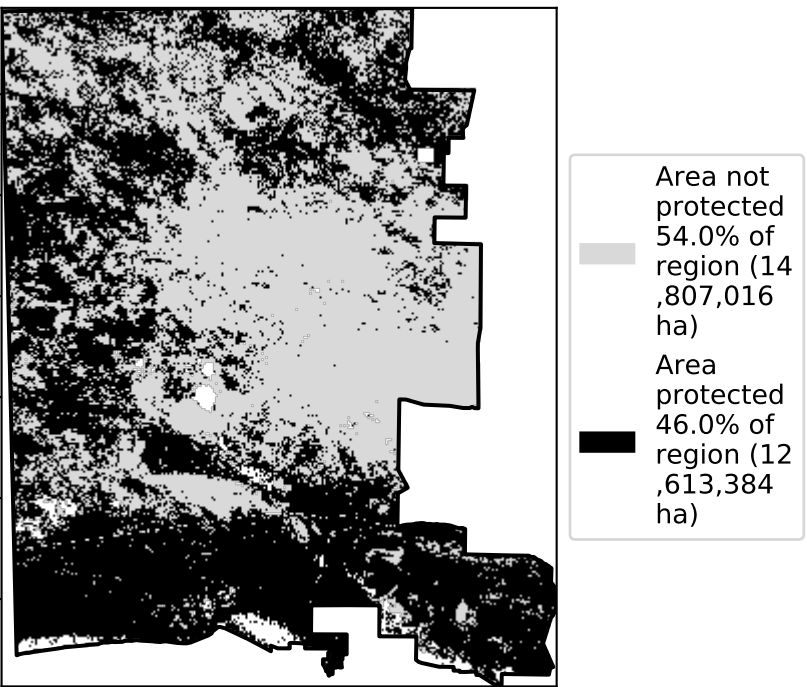 Area not
protected
54.0% of
region (14
,807,016
ha)
Area
protected
46.0% of
region (12
,613,384
ha)